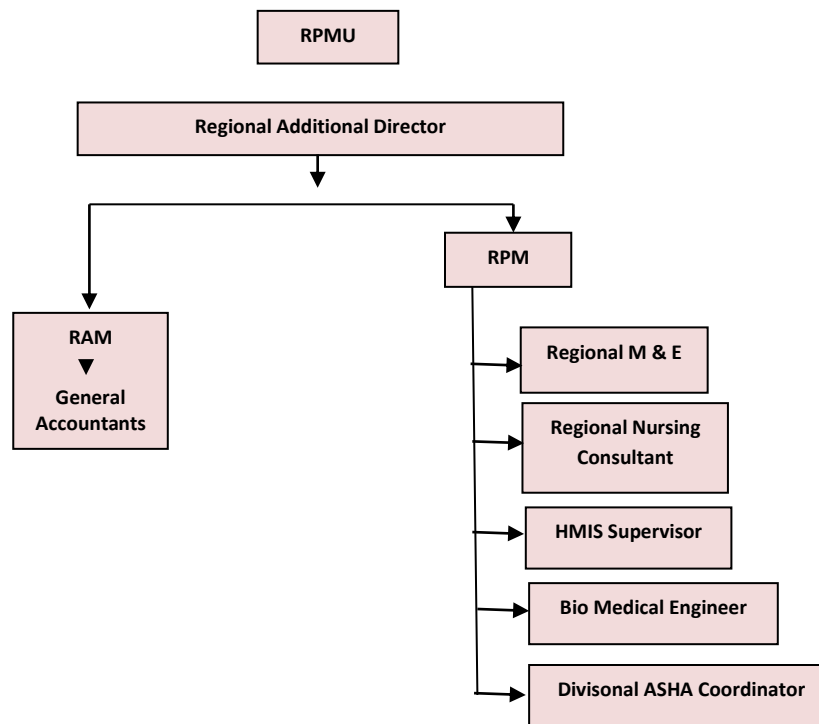 RPMU
Regional Additional Director
RPM
RAM
General
Accountants
Regional M & E
Regional Nursing
Consultant
HMIS Supervisor
Bio Medical Engineer
Divisonal ASHA Coordinator